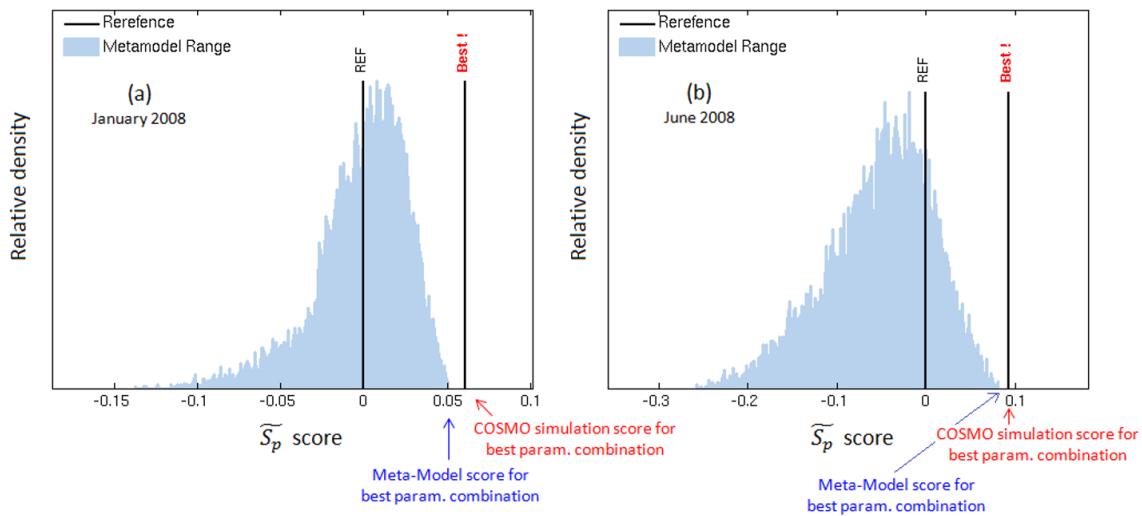 Rerefence
Metamodel Range
REF
Best !
(a)
January 2008
Relative density
-0.15
-0.1
-0.05
0
0.05
0.1
S̃p score
COSMO simulation score for
best param. combination
Meta-Model score for
best param. combination
Rerefence
Metamodel Range
REF
Best !
(b)
June 2008
Relative density
-0.3
-0.2
-0.1
0
0.1
S̃p score
COSMO simulation score for
best param. combination
Meta-Model score for
best param. combination